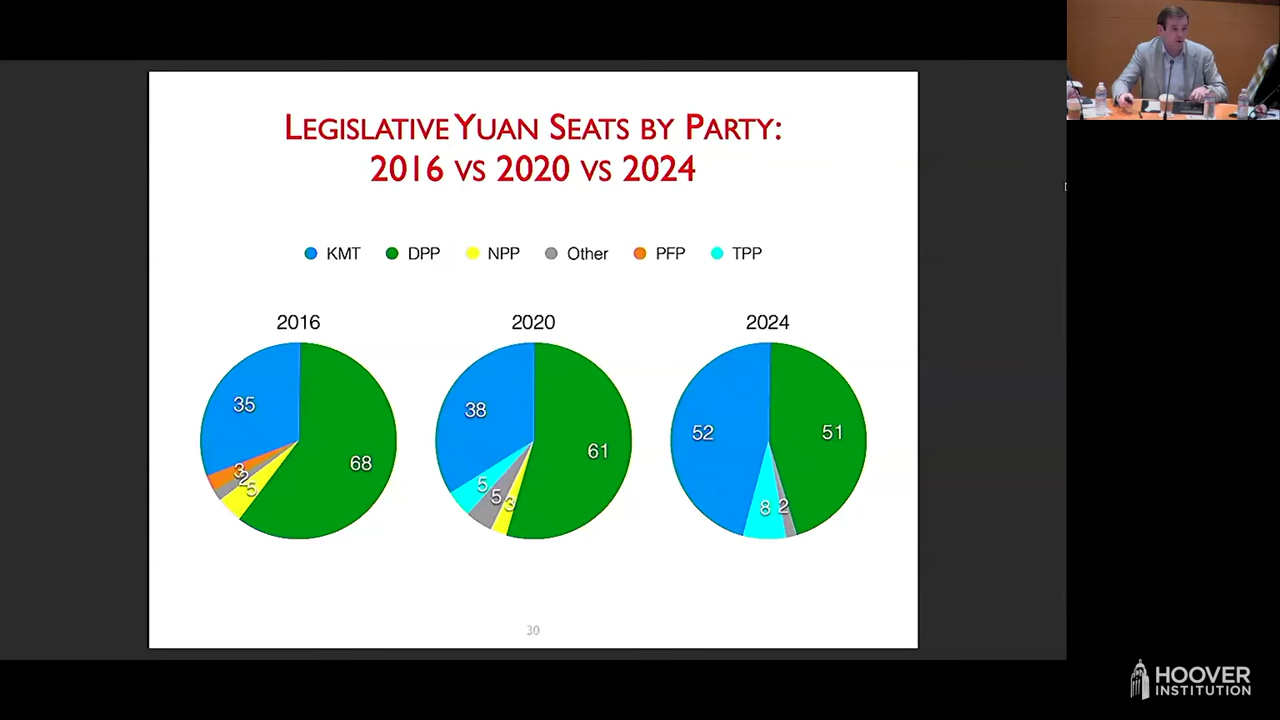 LEGISLATIVE YUAN SEATS BY PARTY:
2016 VS 2020 VS 2024
KMT DPP NPP Other PFP TPP
2016 2020 2024
35 3 2 5 68
38 5 5 3 61
52 8 2 51
30
HOOVER
INSTITUTION